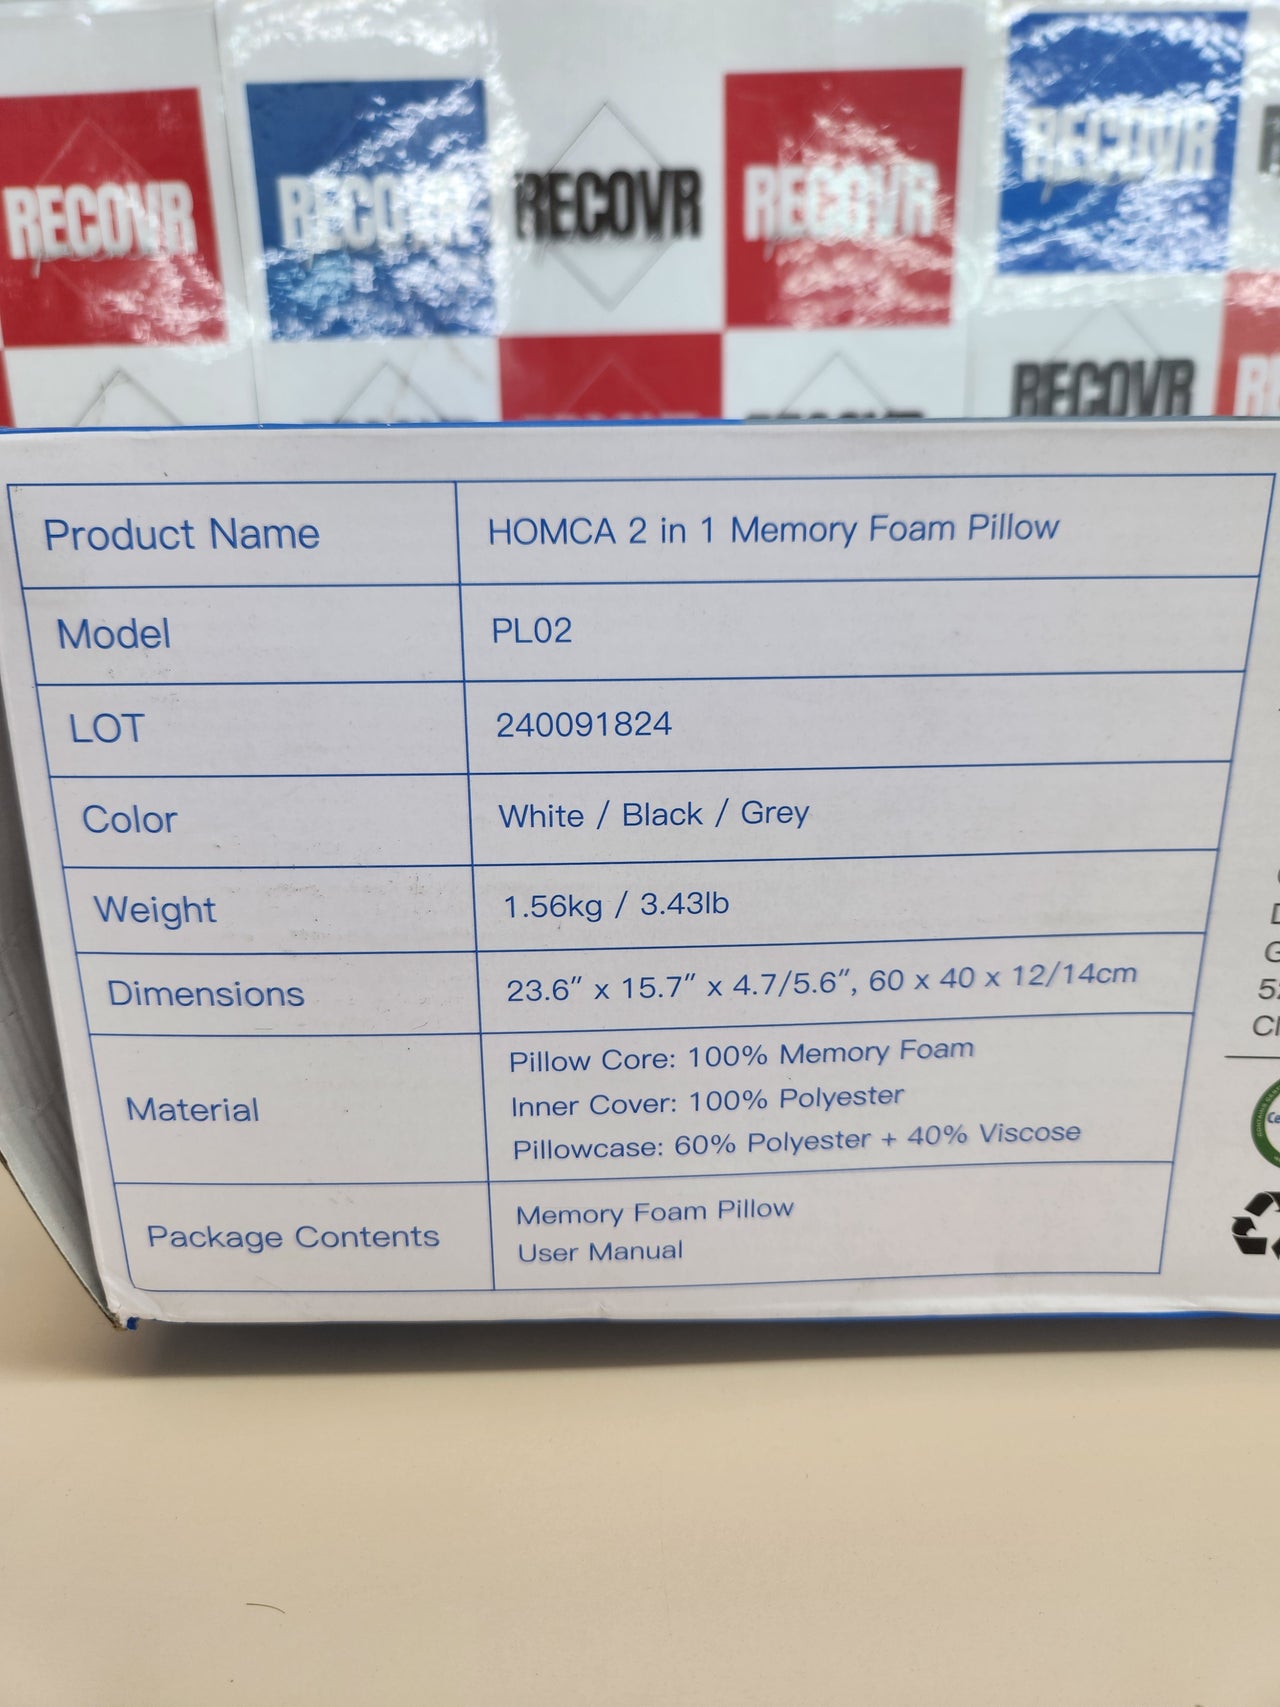 RECOVR RECOVR RECOVR RECOVR RECOVR
RECOVR
Product Name HOMCA 2 in 1 Memory Foam Pillow
Model PL02
LOT 240091824
Color White / Black / Grey
Weight 1.56kg / 3.43lb
Dimensions 23.6” x 15.7” x 4.7/5.6”, 60 x 40 x 12/14cm
Material
Pillow Core: 100% Memory Foam
Inner Cover: 100% Polyester
Pillowcase: 60% Polyester + 40% Viscose
Package Contents
Memory Foam Pillow
User Manual